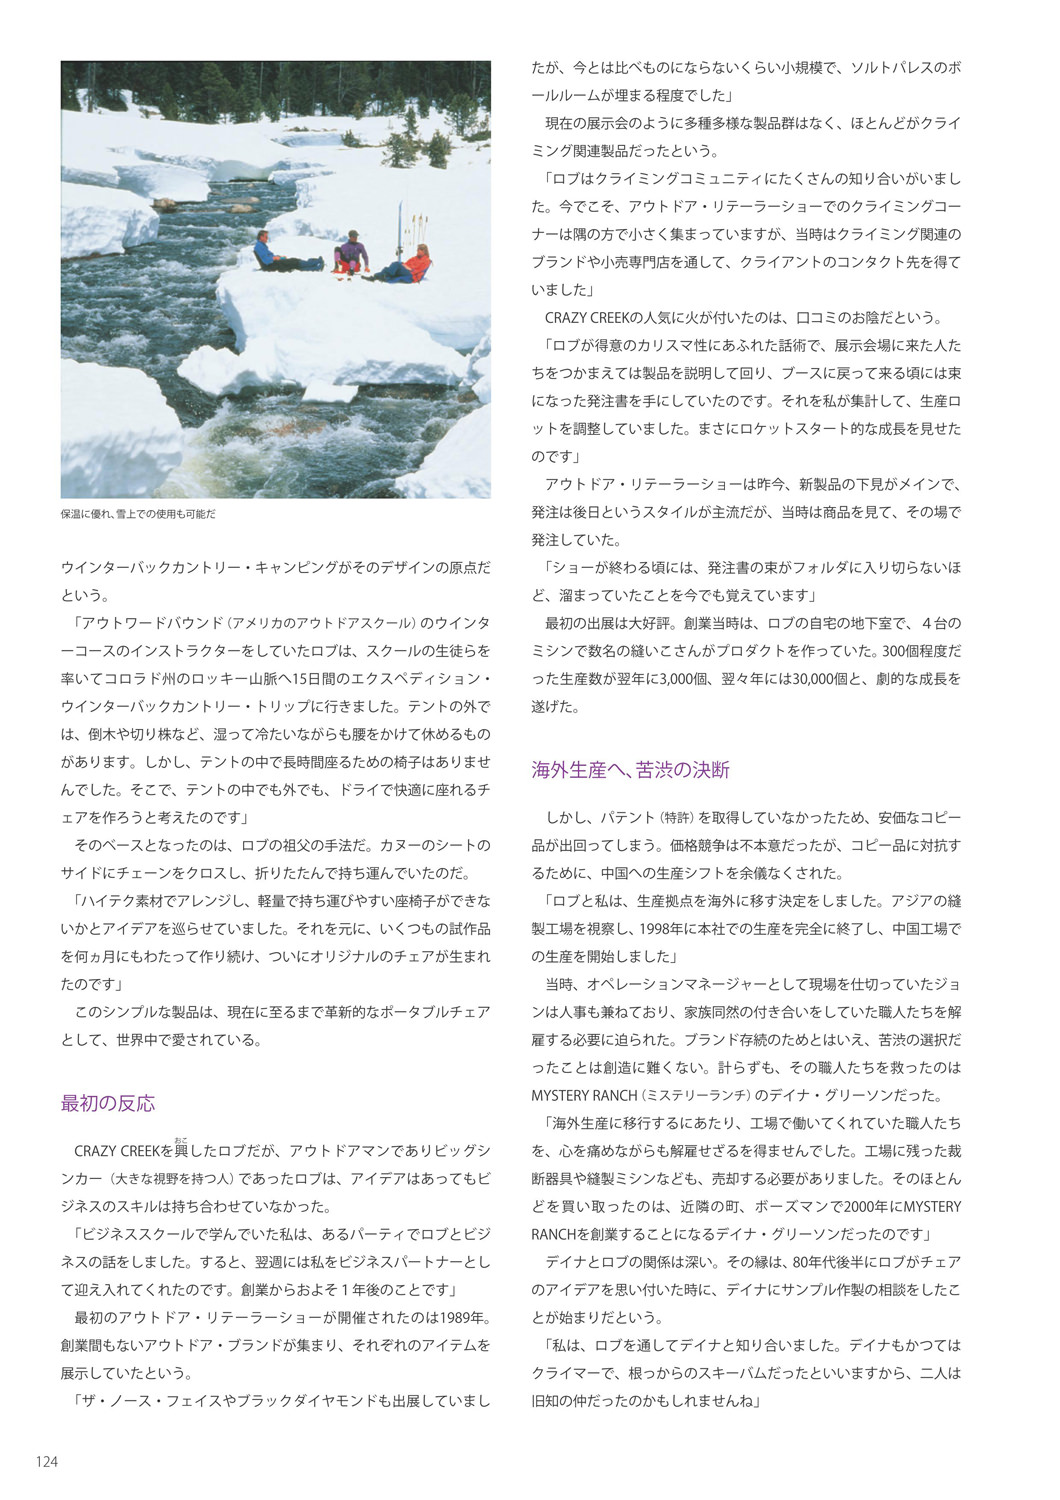 保温に優れ、雪上での使用も可能だ
ウインターバックカントリー・キャンピングがそのデザインの原点だ
という。
「アウトワードバウンド（アメリカのアウトドアスクール）のウインタ
ーコースのインストラクターをしていたロブは、スクールの生徒らを
率いてコロラド州のロッキー山脈へ15日間のエクスペディション・
ウインターバックカントリー・トリップに行きました。テントの外で
は、倒木や切り株など、湿って冷たいながらも腰をかけて休めるもの
があります。しかし、テントの中で長時間座るための椅子はありませ
んでした。そこで、テントの中でも外でも、ドライで快適に座れるチ
ェアを作ろうと考えたのです」
そのベースとなったのは、ロブの祖父の手法だ。カヌーのシートの
サイドにチェーンをクロスし、折りたたんで持ち運んでいたのだ。
「ハイテク素材でアレンジし、軽量で持ち運びやすい座椅子ができな
いかとアイデアを巡らせていました。それを元に、いくつもの試作品
を何ヵ月にもわたって作り続け、ついにオリジナルのチェアが生まれ
たのです」
このシンプルな製品は、現在に至るまで革新的なポータブルチェア
として、世界中で愛されている。
最初の反応
おこ
CRAZY CREEKを興したロブだが、アウトドアマンでありビッグシ
ンカー（大きな視野を持つ人）であったロブは、アイデアはあってもビ
ジネスのスキルは持ち合わせていなかった。
「ビジネススクールで学んでいた私は、あるパーティでロブとビジ
ネスの話をしました。すると、翌週には私をビジネスパートナーとし
て迎え入れてくれたのです。創業からおよそ１年後のことです」
最初のアウトドア・リテーラーショーが開催されたのは1989年。
創業間もないアウトドア・ブランドが集まり、それぞれのアイテムを
展示していたという。
「ザ・ノース・フェイスやブラックダイヤモンドも出展していまし
たが、今とは比べものにならないくらい小規模で、ソルトパレスのボ
ールルームが埋まる程度でした」
現在の展示会のように多種多様な製品群はなく、ほとんどがクライ
ミング関連製品だったという。
「ロブはクライミングコミュニティにたくさんの知り合いがいまし
た。今でこそ、アウトドア・リテーラーショーでのクライミングコー
ナーは隅の方で小さく集まっていますが、当時はクライミング関連の
ブランドや小売専門店を通して、クライアントのコンタクト先を得て
いました」
CRAZY CREEKの人気に火が付いたのは、口コミのお陰だという。
「ロブが得意のカリスマ性にあふれた話術で、展示会場に来た人た
ちをつかまえては製品を説明して回り、ブースに戻って来る頃には束
になった発注書を手にしていたのです。それを私が集計して、生産ロ
ットを調整していました。まさにロケットスタート的な成長を見せた
のです」
アウトドア・リテーラーショーは昨今、新製品の下見がメインで、
発注は後日というスタイルが主流だが、当時は商品を見て、その場で
発注していた。
「ショーが終わる頃には、発注書の束がフォルダに入り切らないほ
ど、溜まっていたことを今でも覚えています」
最初の出展は大好評。創業当時は、ロブの自宅の地下室で、４台の
ミシンで数名の縫いこさんがプロダクトを作っていた。300個程度だ
った生産数が翌年に3,000個、翌々年には30,000個と、劇的な成長を
遂げた。
海外生産へ、苦渋の決断
しかし、パテント（特許）を取得していなかったため、安価なコピー
品が出回ってしまう。価格競争は不本意だったが、コピー品に対抗す
るために、中国への生産シフトを余儀なくされた。
「ロブと私は、生産拠点を海外に移す決定をしました。アジアの縫
製工場を視察し、1998年に本社での生産を完全に終了し、中国工場で
の生産を開始しました」
当時、オペレーションマネージャーとして現場を仕切っていたジョ
ンは人事も兼ねており、家族同然の付き合いをしていた職人たちを解
雇する必要に迫られた。ブランド存続のためとはいえ、苦渋の選択だ
ったことは創造に難くない。計らずも、その職人たちを救ったのは
MYSTERY RANCH（ミステリーランチ）のデイナ・グリーソンだった。
「海外生産に移行するにあたり、工場で働いてくれていた職人たち
を、心を痛めながらも解雇せざるを得ませんでした。工場に残った裁
断器具や縫製ミシンなども、売却する必要がありました。そのほとん
どを買い取ったのは、近隣の町、ボーズマンで2000年にMYSTERY
RANCHを創業することになるデイナ・グリーソンだったのです」
デイナとロブの関係は深い。その縁は、80年代後半にロブがチェア
のアイデアを思い付いた時に、デイナにサンプル作製の相談をしたこ
とが始まりだという。
「私は、ロブを通してデイナと知り合いました。デイナもかつては
クライマーで、根っからのスキーバムだったといいますから、二人は
旧知の仲だったのかもしれませんね」
124